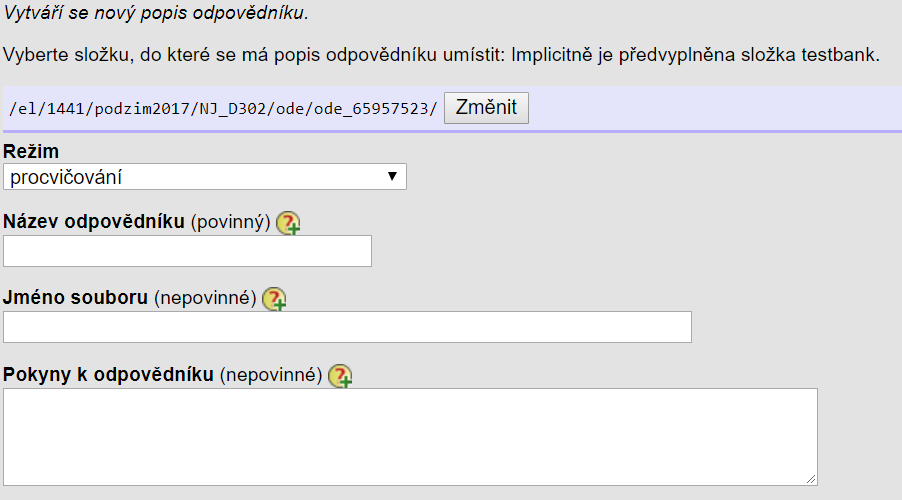 Vytváří se nový popis odpovědníku.
Vyberte složku, do které se má popis odpovědníku umístit: Implicitně je předvyplněna složka testbank.
/el/1441/podzim2017/NJ_D302/ode/ode_65957523/ Změnit
Režim
procvičování
Název odpovědníku (povinný)
Jméno souboru (nepovinné)
Pokyny k odpovědníku (nepovinné)